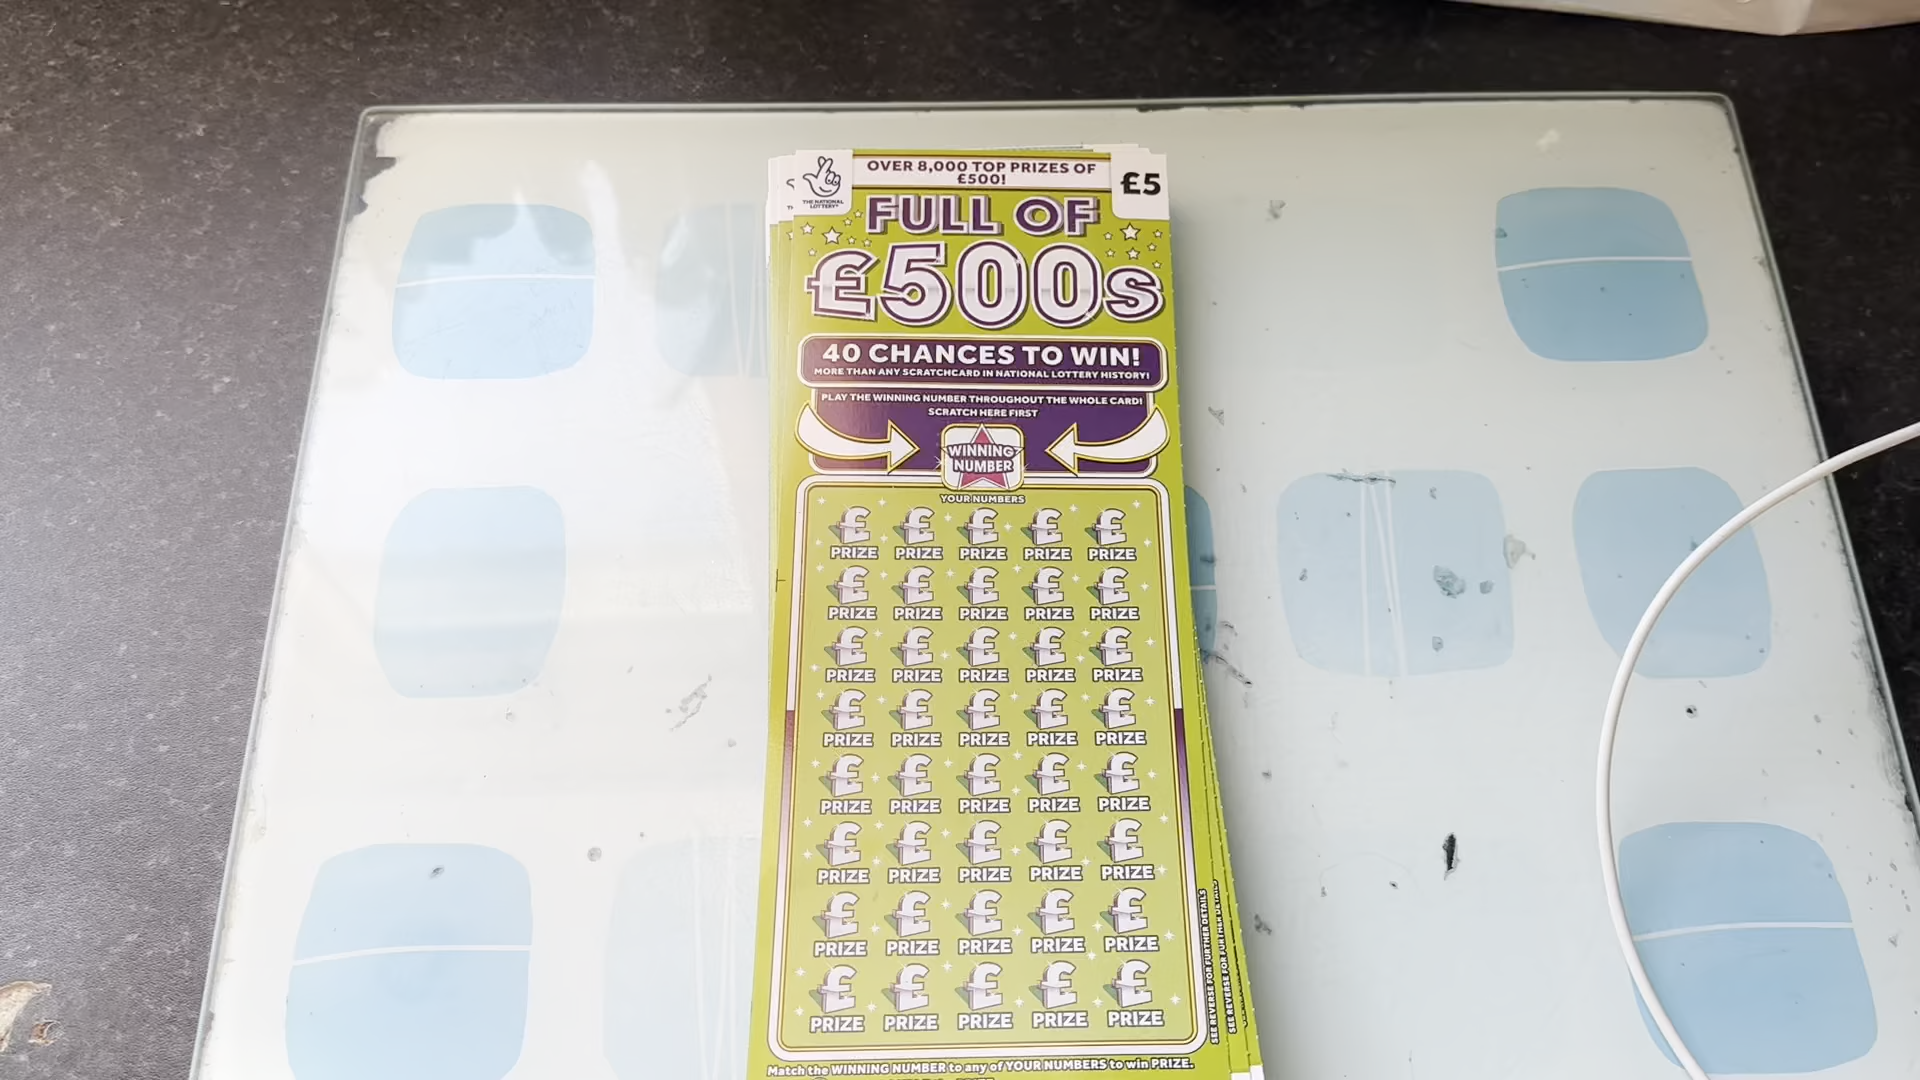 OVER 8,000 TOP PRIZES OF
£500!
THE NATIONAL
LOTTERY®
£5
FULL OF
£500s
40 CHANCES TO WIN!
MORE THAN ANY SCRATCHCARD IN NATIONAL LOTTERY HISTORY!
PLAY THE WINNING NUMBER THROUGHOUT THE WHOLE CARD!
SCRATCH HERE FIRST
WINNING
NUMBER
YOUR NUMBERS
£ £ £ £ £
PRIZE PRIZE PRIZE PRIZE PRIZE
£ £ £ £ £
PRIZE PRIZE PRIZE PRIZE PRIZE
£ £ £ £ £
PRIZE PRIZE PRIZE PRIZE PRIZE
£ £ £ £ £
PRIZE PRIZE PRIZE PRIZE PRIZE
£ £ £ £ £
PRIZE PRIZE PRIZE PRIZE PRIZE
£ £ £ £ £
PRIZE PRIZE PRIZE PRIZE PRIZE
£ £ £ £ £
PRIZE PRIZE PRIZE PRIZE PRIZE
£ £ £ £ £
PRIZE PRIZE PRIZE PRIZE PRIZE
SEE REVERSE FOR FURTHER DETAILS
SEE REVERSE FOR FURTHER DETAILS
Match the WINNING NUMBER to any of YOUR NUMBERS to win PRIZE.